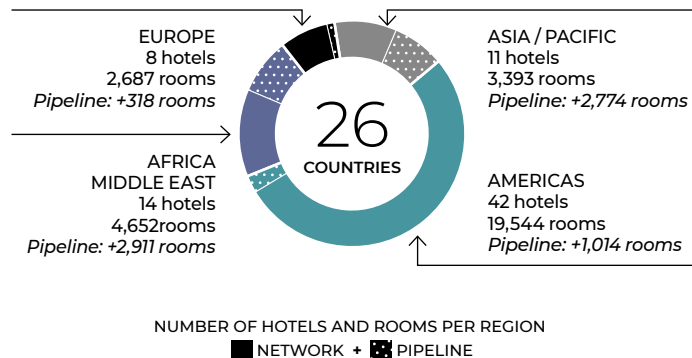 EUROPE
8 hotels
2,687 rooms
Pipeline: +318 rooms
AFRICA
MIDDLE EAST
14 hotels
4,652rooms
Pipeline: +2,911 rooms
26
COUNTRIES
ASIA / PACIFIC
11 hotels
3,393 rooms
Pipeline: +2,774 rooms
AMERICAS
42 hotels
19,544 rooms
Pipeline: +1,014 rooms
NUMBER OF HOTELS AND ROOMS PER REGION
NETWORK + PIPELINE